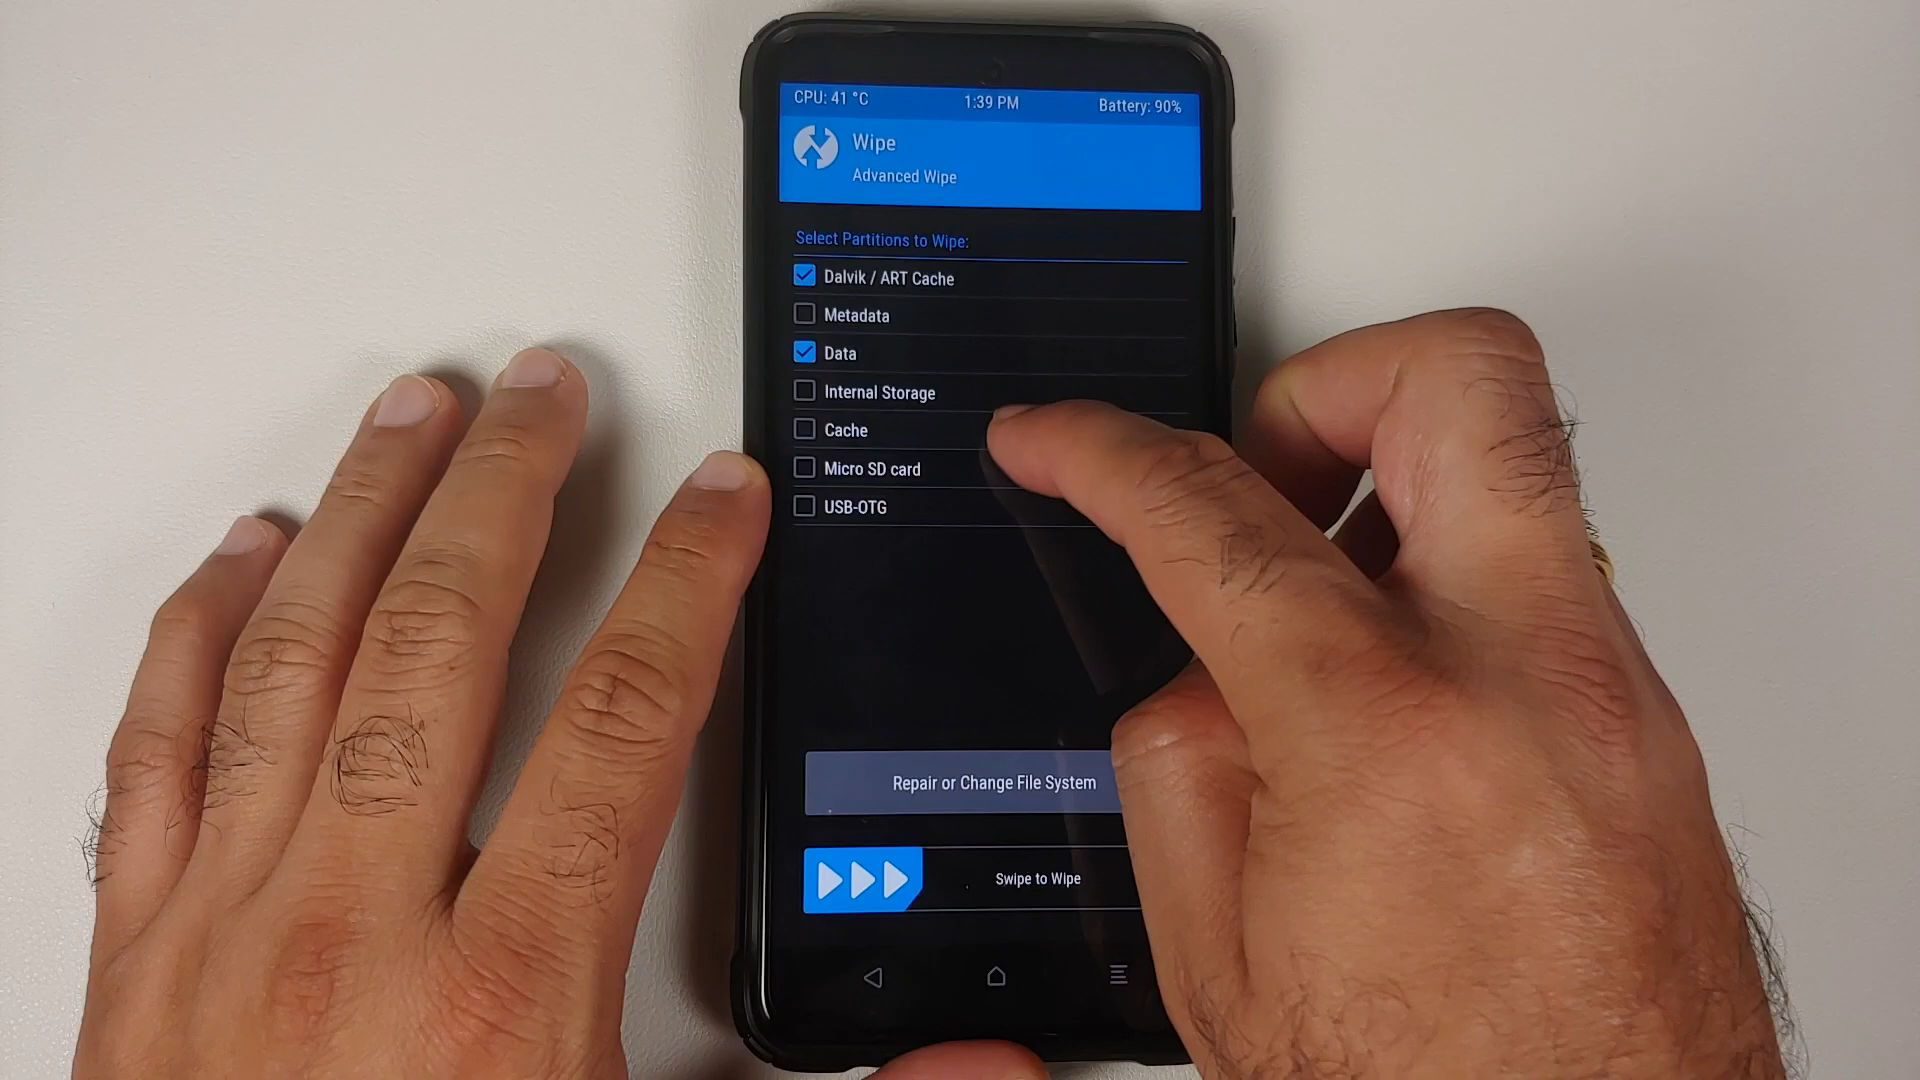 CPU: 41 °C 1:39 PM Battery: 90%
Wipe
Advanced Wipe
Select Partitions to Wipe:
Dalvik / ART Cache
Metadata
Data
Internal Storage
Cache
Micro SD card
USB-OTG
Repair or Change File System
Swipe to Wipe